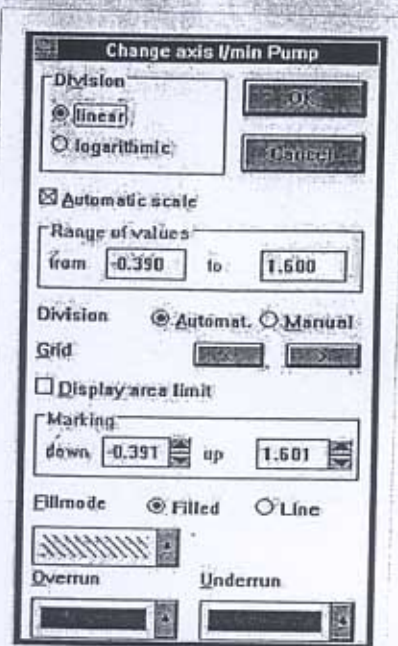 Change axis l/min Pump
Division
linear
logarithmic
OK
Cancel
Automatic scale
Range of values
from -0.390 to 1.600
Division Automat. Manual
Grid < >
Display area limit
Marking
down -0.391 up 1.601
Fillmode Filled Line
Overrun Underrun